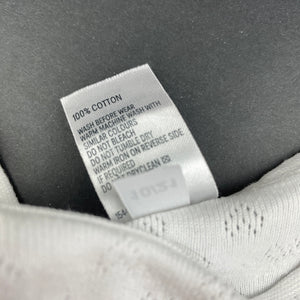 100% COTTON
WASH BEFORE WEAR
WARM MACHINE WASH WITH
SIMILAR COLOURS
DO NOT BLEACH
DO NOT TUMBLE DRY
WARM IRON ON REVERSE SIDE
IF REQUIRED
DRYCLEAN